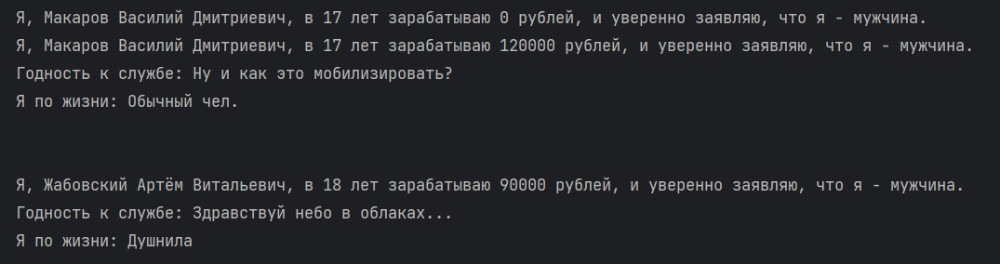 Я, Макаров Василий Дмитриевич, в 17 лет зарабатываю 0 рублей, и уверенно заявляю, что я - мужчина.
Я, Макаров Василий Дмитриевич, в 17 лет зарабатываю 120000 рублей, и уверенно заявляю, что я - мужчина.
Годность к службе: Ну и как это мобилизировать?
Я по жизни: Обычный чел.
Я, Жабовский Артём Витальевич, в 18 лет зарабатываю 90000 рублей, и уверенно заявляю, что я - мужчина.
Годность к службе: Здравствуй небо в облаках...
Я по жизни: Душнила